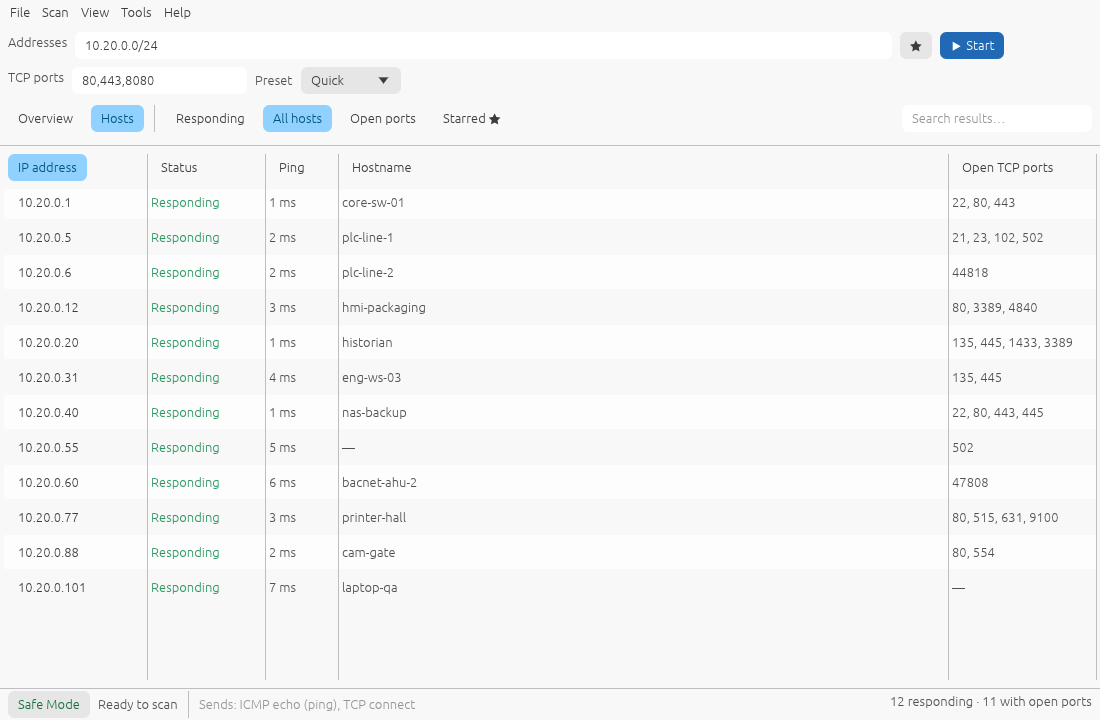 File Scan View Tools Help
Addresses 10.20.0.0/24 ★ ▶ Start
TCP ports 80,443,8080 Preset Quick ▼
Overview Hosts Responding All hosts Open ports Starred ★ Search results…
IP address Status Ping Hostname Open TCP ports
10.20.0.1 Responding 1 ms core-sw-01 22, 80, 443
10.20.0.5 Responding 2 ms plc-line-1 21, 23, 102, 502
10.20.0.6 Responding 2 ms plc-line-2 44818
10.20.0.12 Responding 3 ms hmi-packaging 80, 3389, 4840
10.20.0.20 Responding 1 ms historian 135, 445, 1433, 3389
10.20.0.31 Responding 4 ms eng-ws-03 135, 445
10.20.0.40 Responding 1 ms nas-backup 22, 80, 443, 445
10.20.0.55 Responding 5 ms — 502
10.20.0.60 Responding 6 ms bacnet-ahu-2 47808
10.20.0.77 Responding 3 ms printer-hall 80, 515, 631, 9100
10.20.0.88 Responding 2 ms cam-gate 80, 554
10.20.0.101 Responding 7 ms laptop-qa —
Safe Mode Ready to scan Sends: ICMP echo (ping), TCP connect 12 responding · 11 with open ports